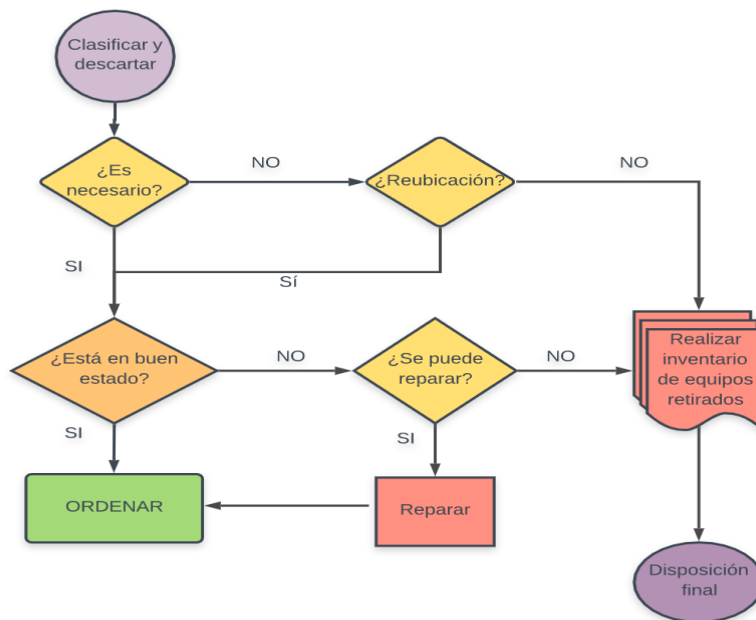 Clasificar y
descartar
¿Es
necesario?
NO
¿Reubicación?
NO
SI
Sí
¿Está en buen
estado?
NO
¿Se puede
reparar?
NO
Realizar
inventario
de equipos
retirados
SI
SI
ORDENAR
Reparar
Disposición
final